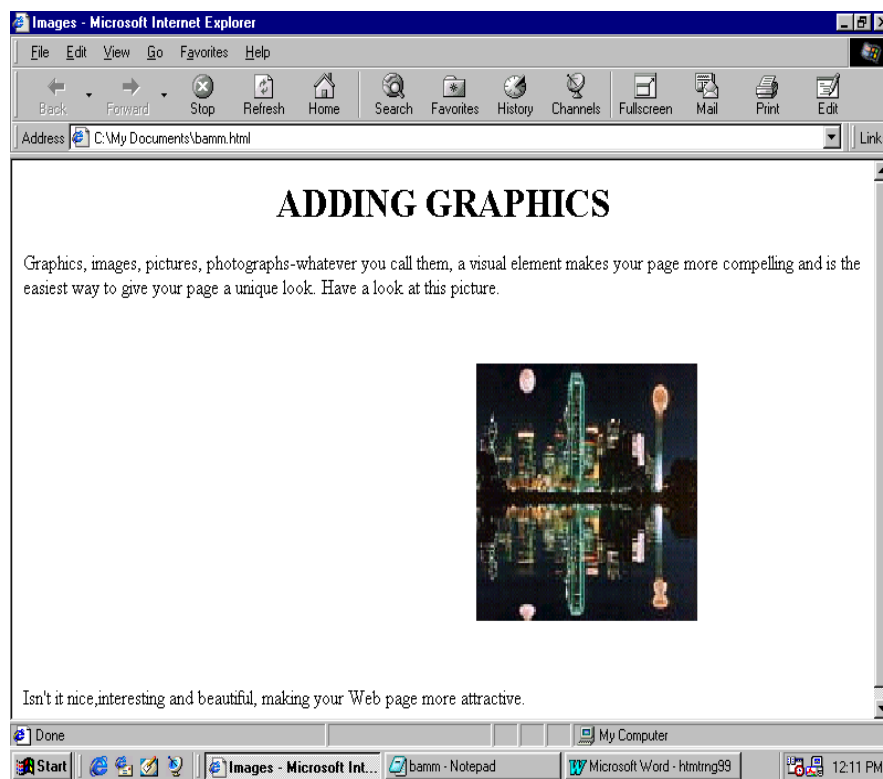 Images - Microsoft Internet Explorer
File Edit View Go Favorites Help
Back Forward Stop Refresh Home Search Favorites History Channels Fullscreen Mail Print Edit
Address C:\My Documents\bamm.html Link
ADDING GRAPHICS
Graphics, images, pictures, photographs-whatever you call them, a visual element makes your page more compelling and is the
easiest way to give your page a unique look. Have a look at this picture.
Isn't it nice,interesting and beautiful, making your Web page more attractive.
Done My Computer
Start Images - Microsoft Int... bamm - Notepad Microsoft Word - htmtrng99 12:11 PM